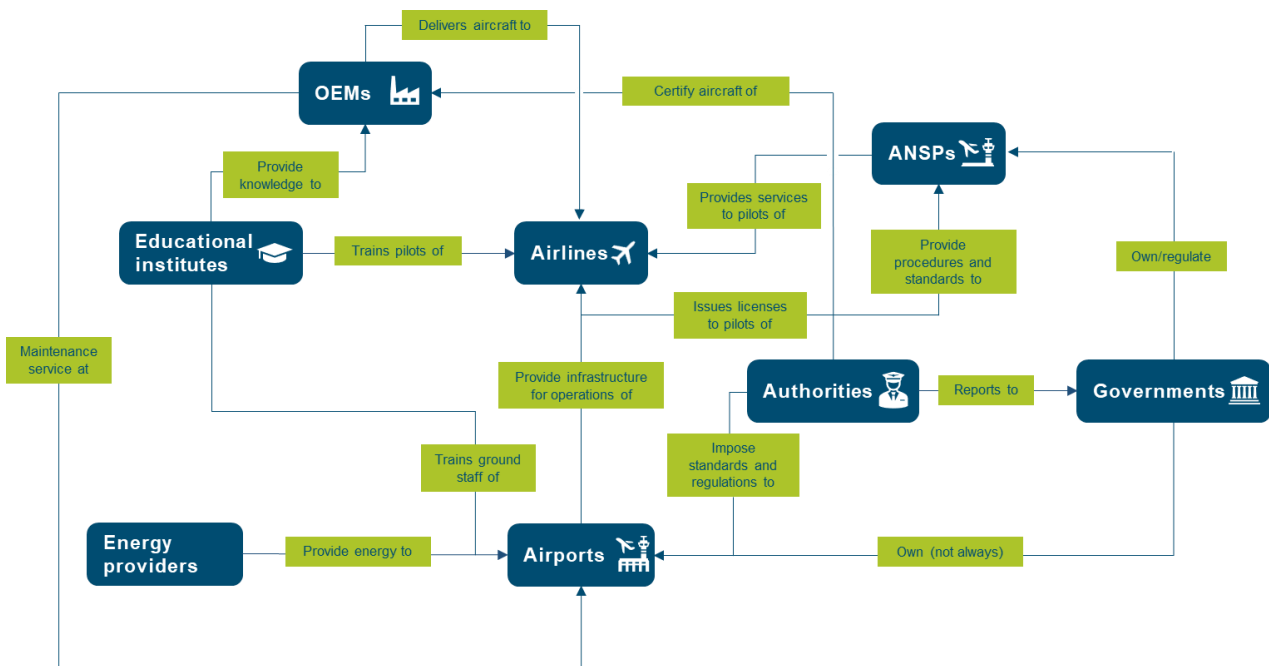 Delivers aircraft to
OEMs
Certify aircraft of
ANSPs
Provide
knowledge to
Provides services
to pilots of
Educational
institutes
Trains pilots of
Airlines
Provide
procedures and
standards to
Own/regulate
Issues licenses
to pilots of
Maintenance
service at
Provide infrastructure
for operations of
Authorities
Reports to
Governments
Trains ground
staff of
Impose
standards and
regulations to
Energy
providers
Provide energy to
Airports
Own (not always)